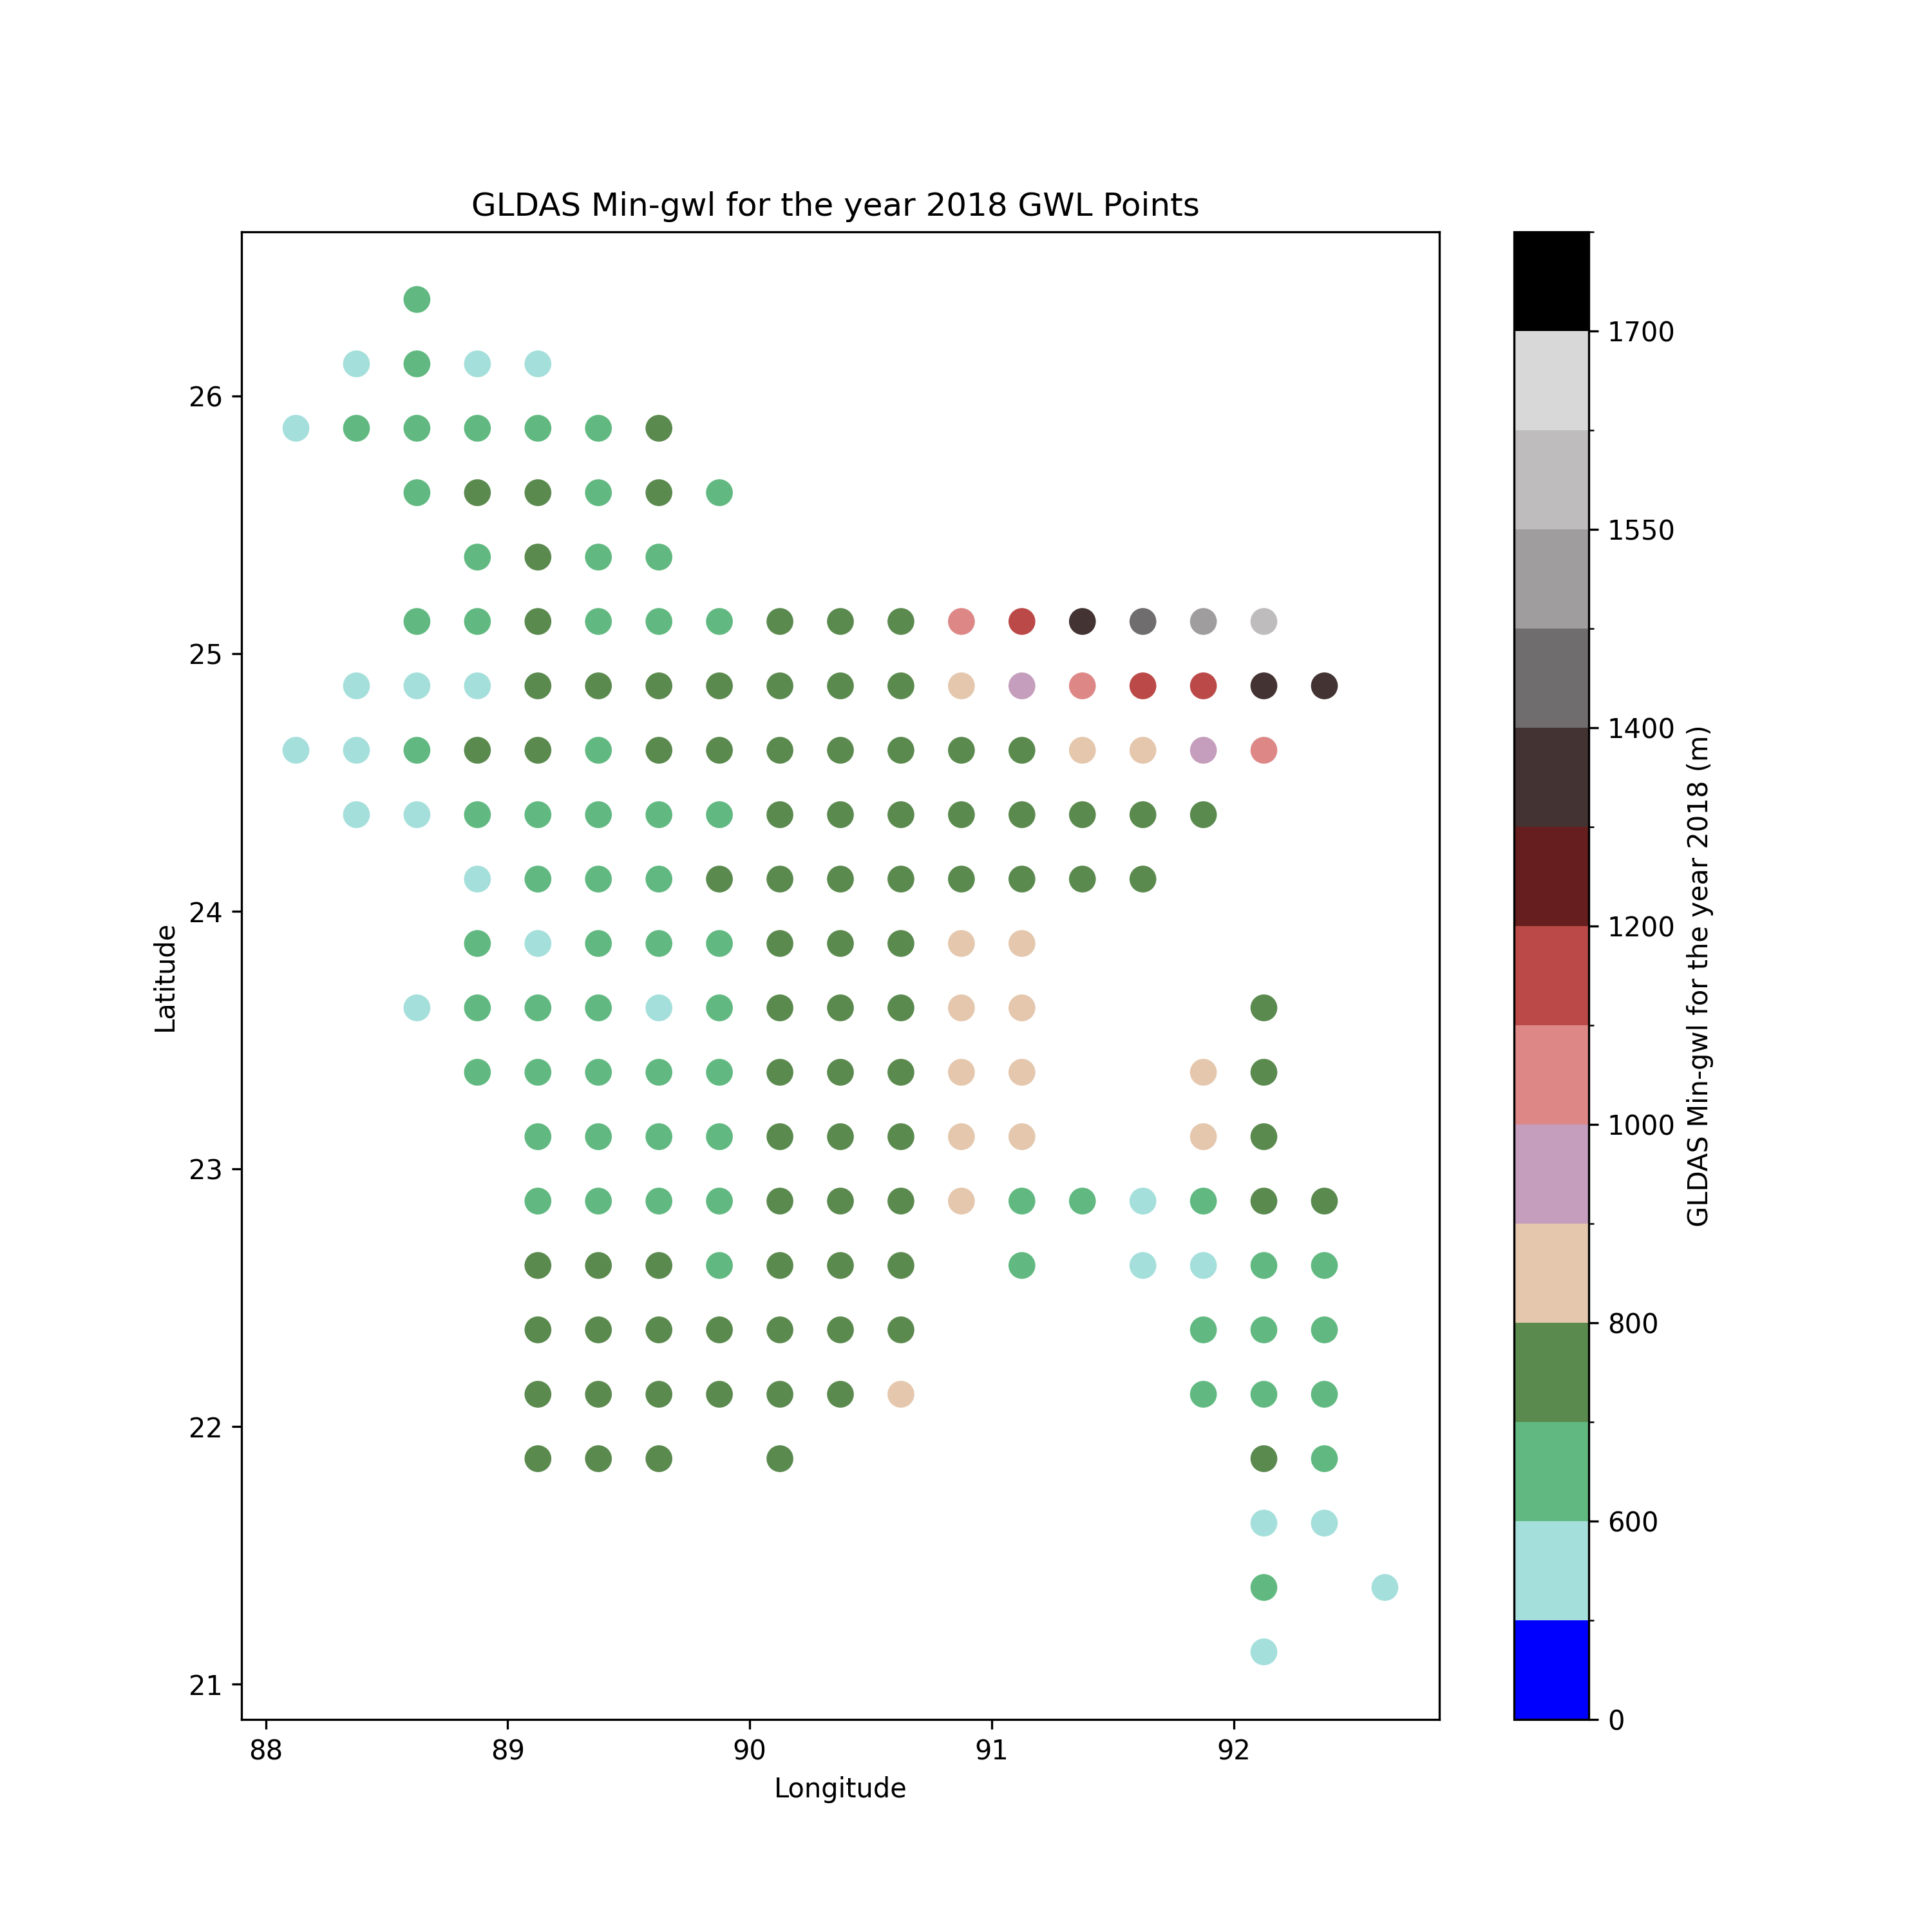 GLDAS Min-gwl for the year 2018 GWL Points
26
25
24
23
22
21
Latitude
88 89 90 91 92
Longitude
1700
1550
1400
1200
1000
800
600
0
GLDAS Min-gwl for the year 2018 (m)